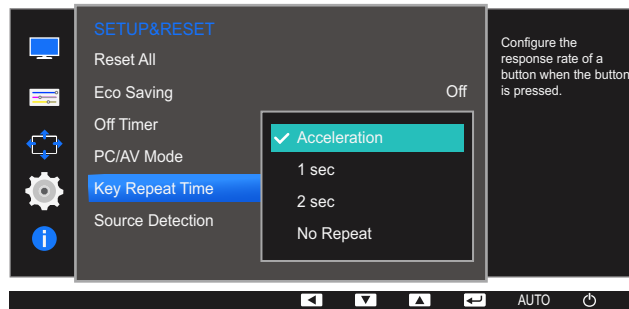 SETUP&RESET
Reset All
Eco Saving Off
Off Timer
PC/AV Mode
Key Repeat Time
Source Detection
Acceleration
1 sec
2 sec
No Repeat
Configure the
response rate of a
button when the button
is pressed.
AUTO